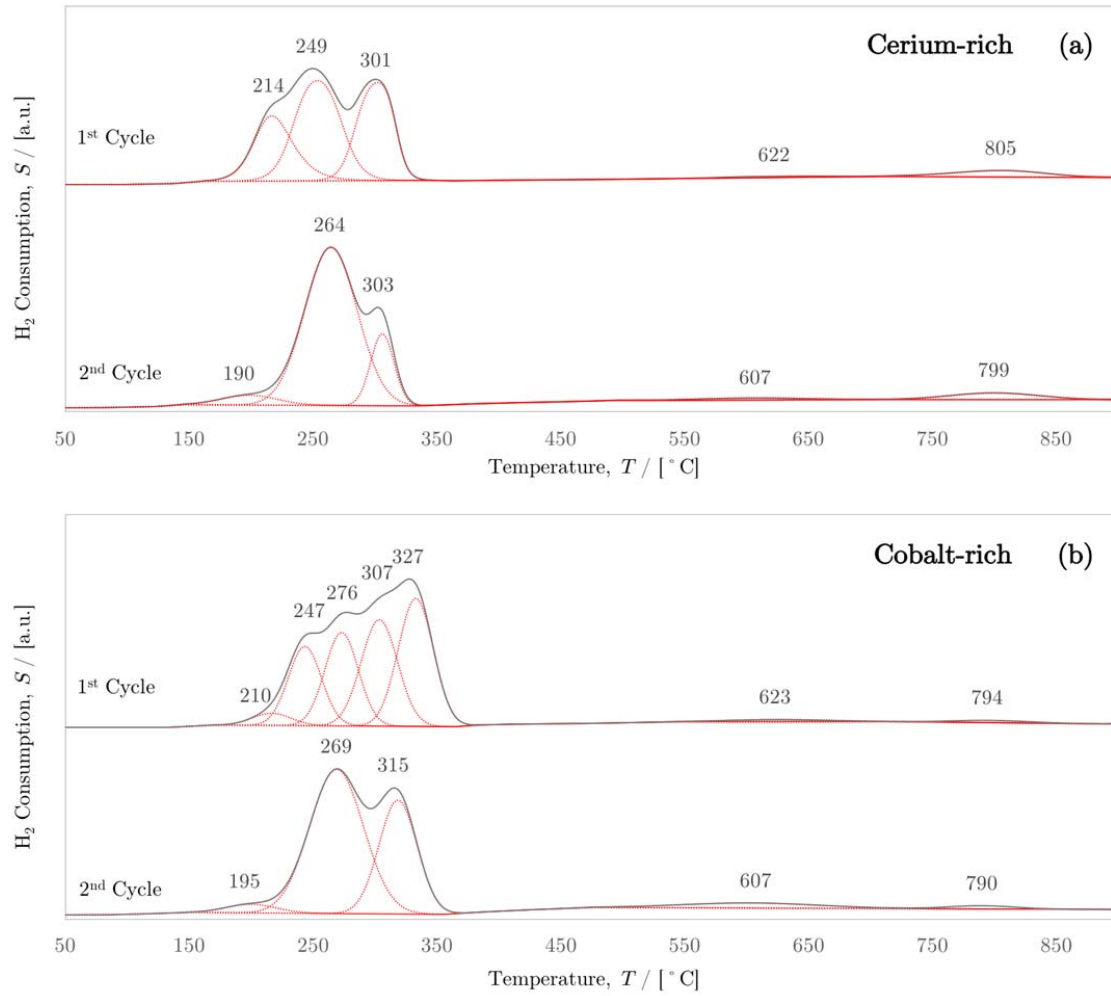 Cerium-rich (a)
249
301
214
1st Cycle
622
805
264
303
190
2nd Cycle
607
799
H2 Consumption, S / [a.u.]
50 150 250 350 450 550 650 750 850
Temperature, T / [°C]
Cobalt-rich (b)
327
307
276
247
210
1st Cycle
623
794
269
315
195
2nd Cycle
607
790
H2 Consumption, S / [a.u.]
50 150 250 350 450 550 650 750 850
Temperature, T / [°C]